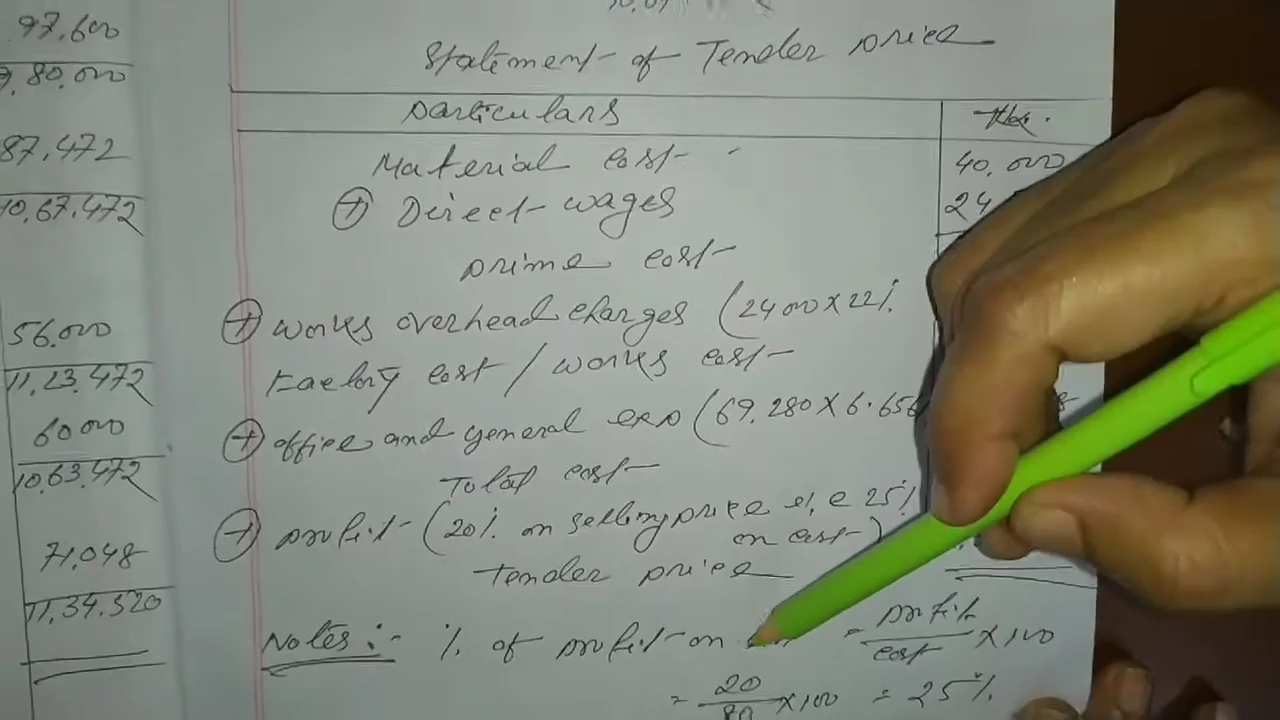 97,600
9,80,000
87,472
10,67,472
56,000
11,23,472
6000
10,63,472
71,048
11,34,520
Statement of Tender price
Particulars
Material cost 40,000
+ Direct wages 24
prime cost
+ works overhead charges (24000 x 22%
Factory cost / works cost
+ office and general exp (69,280 x 6.656 8
Total cost
+ profit (20% on selling price i.e 25%
on cost)
Tender price
Notes :- % of profit on = profit/cost x 100
= 20/80 x 100 = 25%